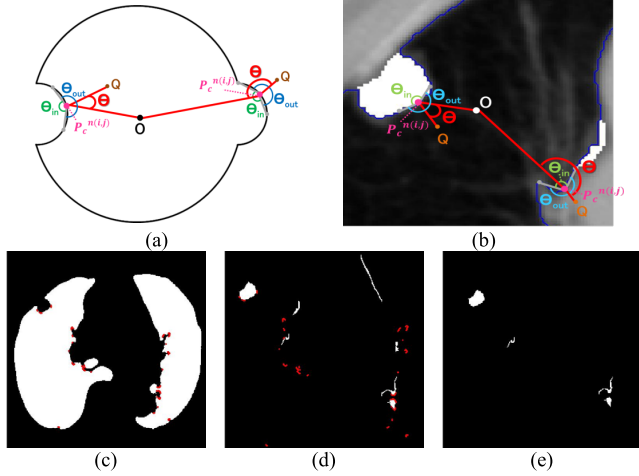 Q
Θ
Θout
Θin
Pc n(i,j)
O
Q
Θ
Pc n(i,j)
Θin
Θout
(a)
Θin
Θout
O
Θ
Q
Pc n(i,j)
Θin
Θ
Pc n(i,j)
Θout
Q
(b)
(c)
(d)
(e)